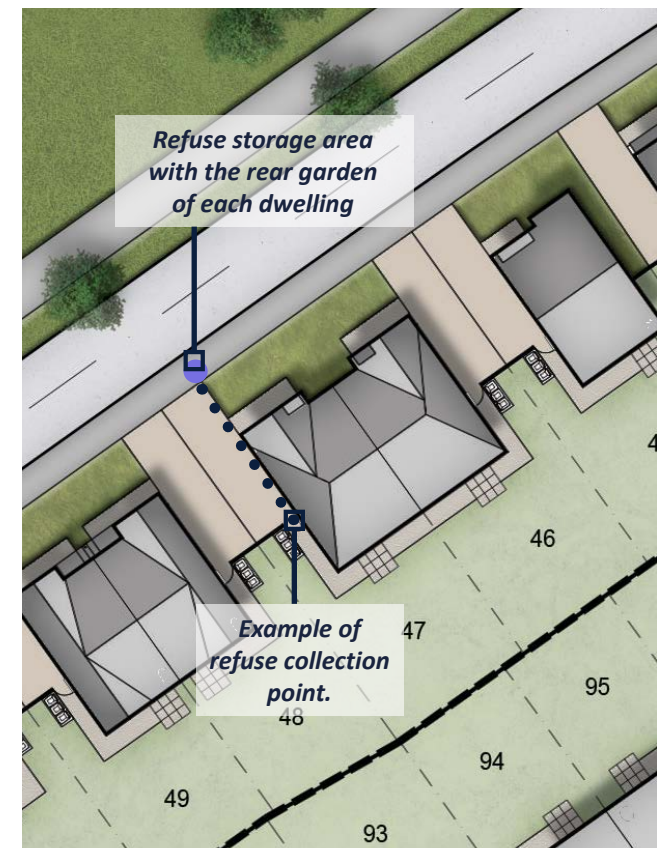 Refuse storage area
with the rear garden
of each dwelling
4
46
Example of
refuse collection
point.
47
95
48
94
49
93